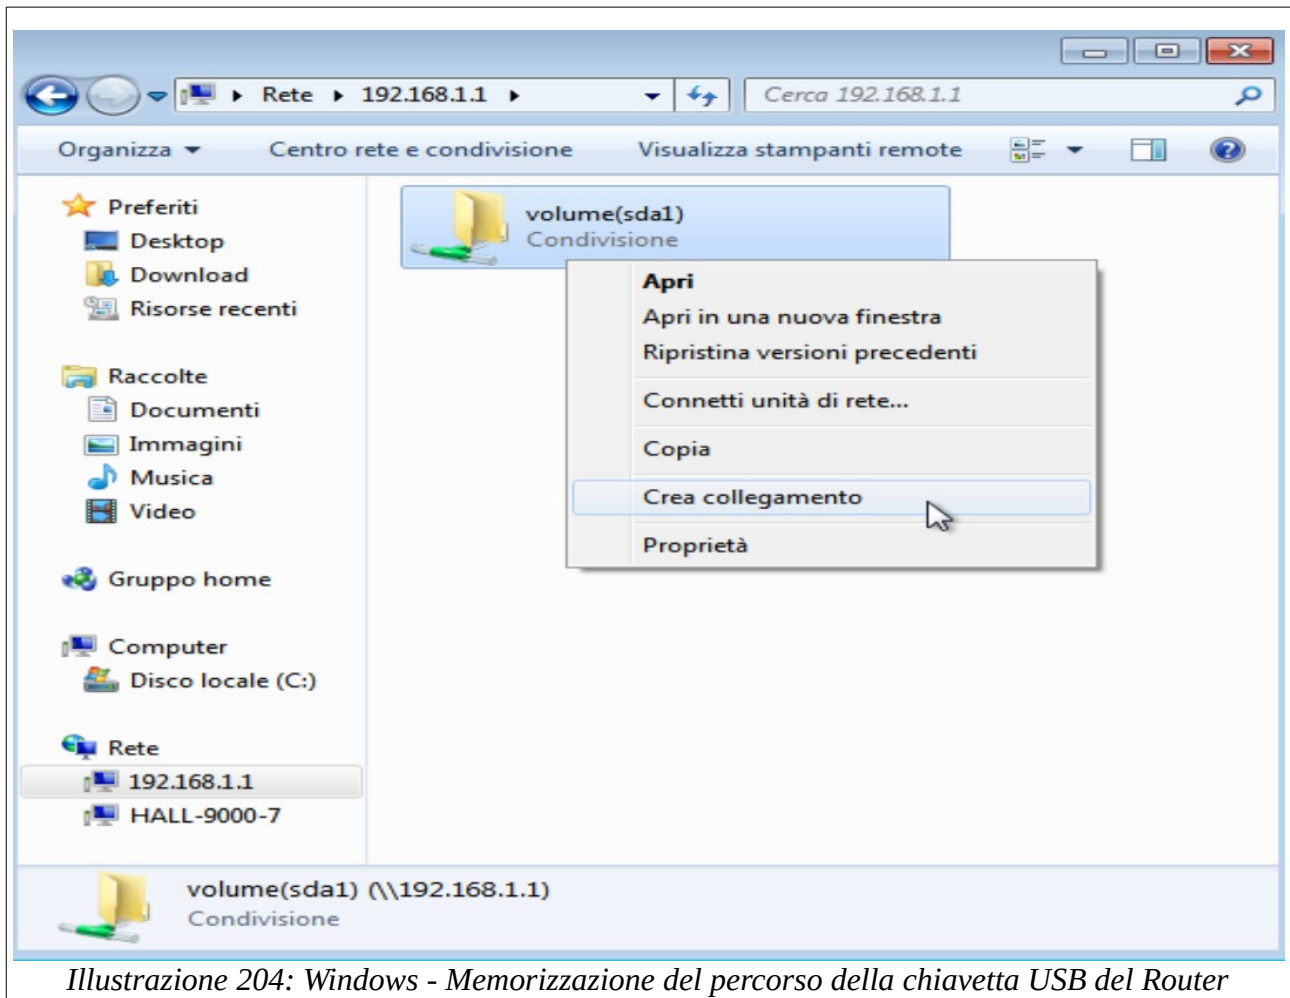 Rete 192.168.1.1
Cerca 192.168.1.1
Organizza Centro rete e condivisione Visualizza stampanti remote
Preferiti
Desktop
Download
Risorse recenti
Raccolte
Documenti
Immagini
Musica
Video
Gruppo home
Computer
Disco locale (C:)
Rete
192.168.1.1
HALL-9000-7
volume(sda1)
Condivisione
Apri
Apri in una nuova finestra
Ripristina versioni precedenti
Connetti unità di rete...
Copia
Crea collegamento
Proprietà
volume(sda1) (\\192.168.1.1)
Condivisione
Illustrazione 204: Windows - Memorizzazione del percorso della chiavetta USB del Router